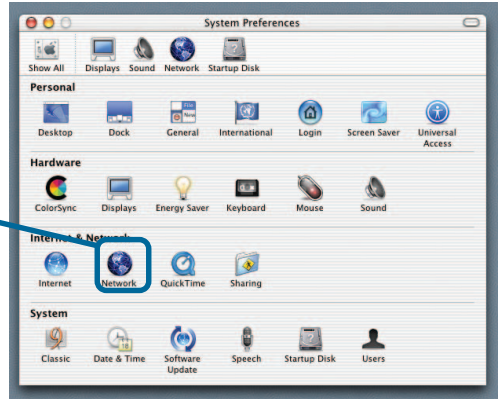 System Preferences
Show All Displays Sound Network Startup Disk
Personal
Desktop Dock General International Login Screen Saver Universal Access
Hardware
ColorSync Displays Energy Saver Keyboard Mouse Sound
Internet & Network
Internet Network QuickTime Sharing
System
Classic Date & Time Software Update Speech Startup Disk Users